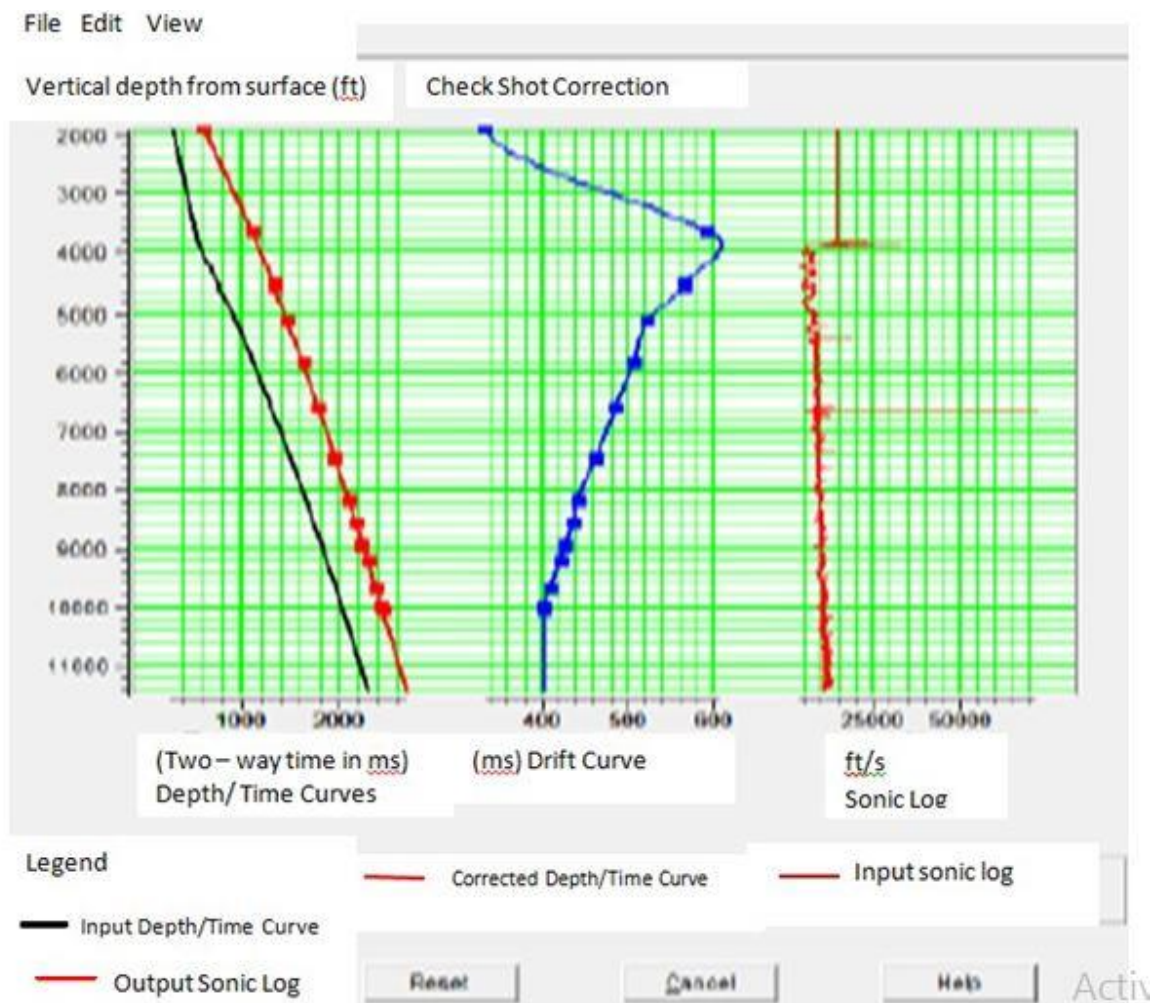 File Edit View
Vertical depth from surface (ft)
Check Shot Correction
2000
3000
4000
5000
6000
7000
8000
9000
10000
11000
1000 2000 400 500 600 25000 50000
(Two – way time in ms)
Depth/ Time Curves
(ms) Drift Curve
ft/s
Sonic Log
Legend
Corrected Depth/Time Curve
Input sonic log
Input Depth/Time Curve
Output Sonic Log
Reset
Cancel
Help
Activ